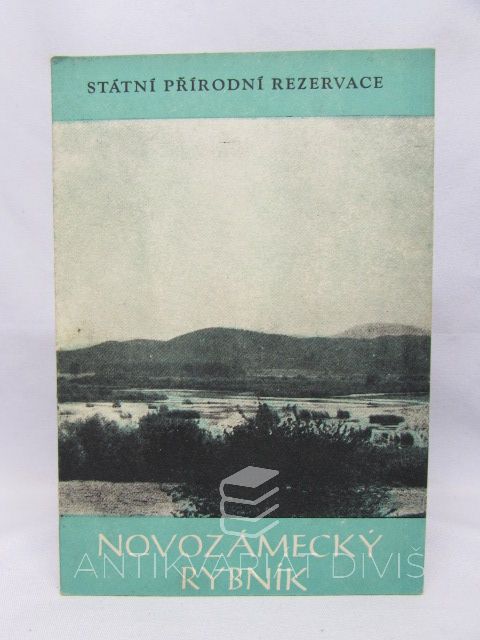 STÁTNÍ PŘÍRODNÍ REZERVACE
NOVOZÁMECKÝ
ANTIKVARIÁT DIVIŠ
RYBNÍK